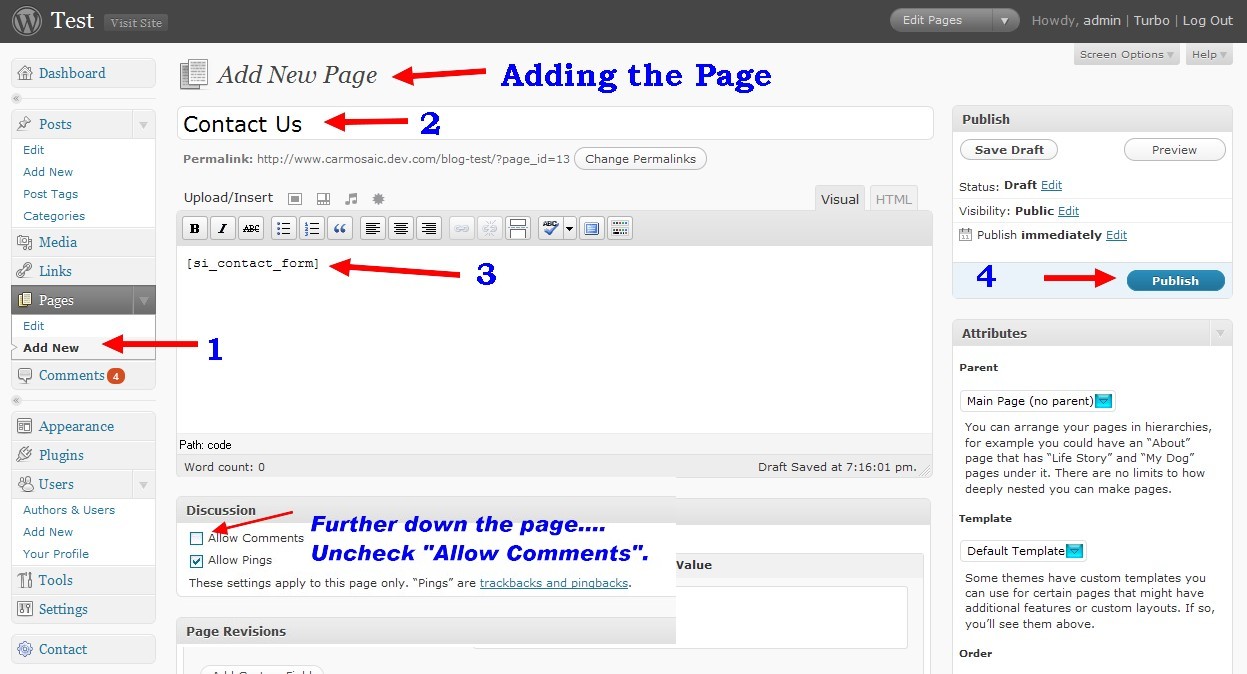 Test Visit Site Edit Pages Howdy, admin | Turbo | Log Out
Screen Options Help
Dashboard
Posts
Edit
Add New
Post Tags
Categories
Media
Links
Pages
Edit
Add New
1
Comments 4
Appearance
Plugins
Users
Authors & Users
Add New
Your Profile
Tools
Settings
Contact
Add New Page Adding the Page
Contact Us 2
Permalink: http://www.carmosaic.dev.com/blog-test/?page_id=13 Change Permalinks
Upload/Insert Visual HTML
B I ABC ABC
[si_contact_form] 3
Path: code
Word count: 0 Draft Saved at 7:16:01 pm.
Discussion
Allow Comments
Allow Pings
Further down the page....
Uncheck "Allow Comments".
These settings apply to this page only. “Pings” are trackbacks and pingbacks.
Value
Page Revisions
Add Custom Field
Publish
Save Draft Preview
Status: Draft Edit
Visibility: Public Edit
Publish immediately Edit
4 Publish
Attributes
Parent
Main Page (no parent)
You can arrange your pages in hierarchies,
for example you could have an “About”
page that has “Life Story” and “My Dog”
pages under it. There are no limits to how
deeply nested you can make pages.
Template
Default Template
Some themes have custom templates you
can use for certain pages that might have
additional features or custom layouts. If so,
you’ll see them above.
Order